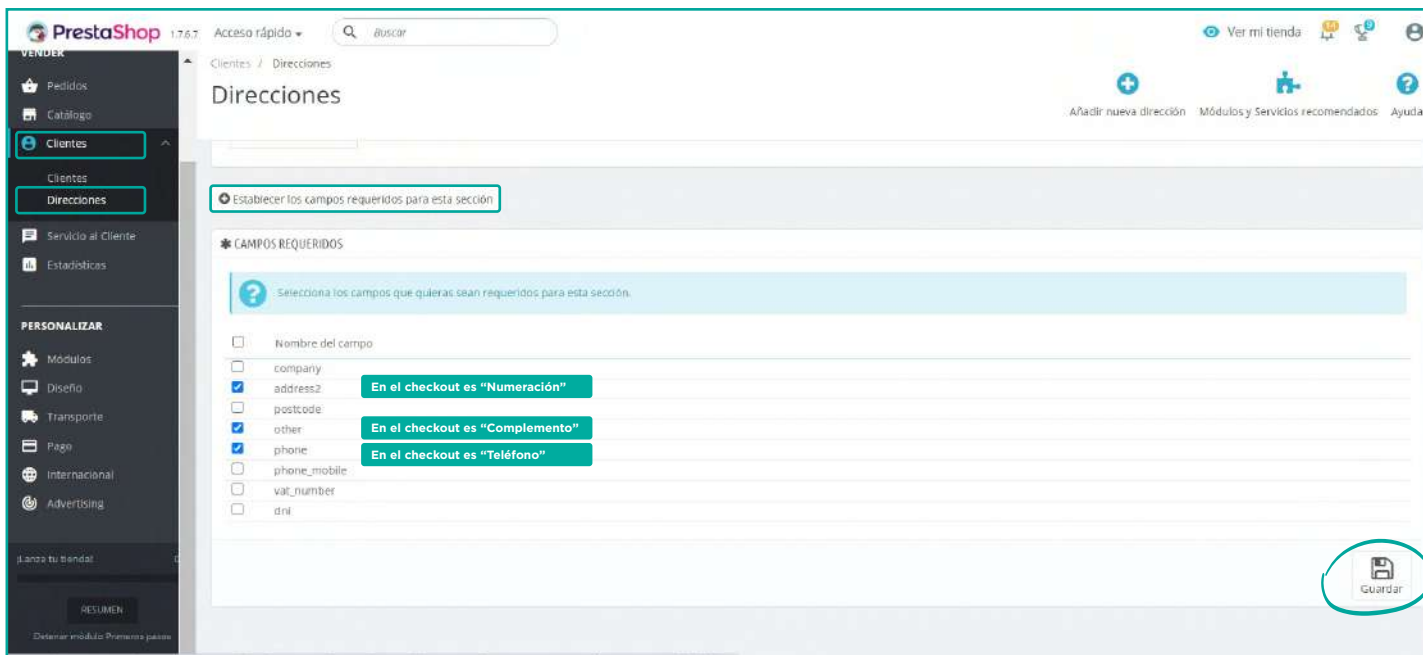 PrestaShop 1.7.6.7 Acceso rápido Buscar Ver mi tienda 9
VENDER
Pedidos
Catálogo
Clientes
Clientes
Direcciones
Servicio al Cliente
Estadísticas
PERSONALIZAR
Módulos
Diseño
Transporte
Pago
Internacional
Advertising
¡Lanza tu tienda!
RESUMEN
Detener módulo Primeros pasos
Clientes / Direcciones
Direcciones
Añadir nueva dirección Módulos y Servicios recomendados Ayuda
Establecer los campos requeridos para esta sección
CAMPOS REQUERIDOS
Selecciona los campos que quieras sean requeridos para esta sección.
Nombre del campo
company
address2 En el checkout es “Numeración”
postcode
other En el checkout es “Complemento”
phone En el checkout es “Teléfono”
phone_mobile
vat_number
dni
Guardar